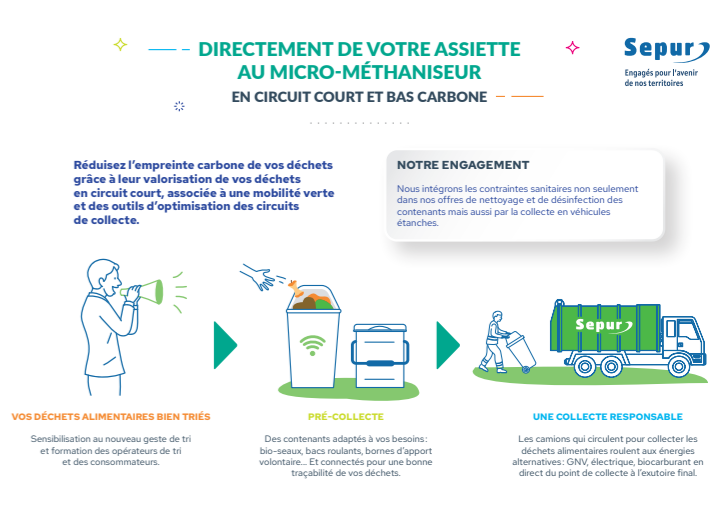 DIRECTEMENT DE VOTRE ASSIETTE
AU MICRO-MÉTHANISEUR
EN CIRCUIT COURT ET BAS CARBONE
Sepur
Engagés pour l'avenir
de nos territoires
Réduisez l'empreinte carbone de vos déchets
grâce à leur valorisation de vos déchets
en circuit court, associée à une mobilité verte
et des outils d'optimisation des circuits
de collecte.
NOTRE ENGAGEMENT
Nous intégrons les contraintes sanitaires non seulement
dans nos offres de nettoyage et de désinfection des
contenants mais aussi par la collecte en véhicules
étanches.
Sepur
VOS DÉCHETS ALIMENTAIRES BIEN TRIÉS
Sensibilisation au nouveau geste de tri
et formation des opérateurs de tri
et des consommateurs.
PRÉ-COLLECTE
Des contenants adaptés à vos besoins :
bio-seaux, bacs roulants, bornes d'apport
volontaire... Et connectés pour une bonne
traçabilité de vos déchets.
UNE COLLECTE RESPONSABLE
Les camions qui circulent pour collecter les
déchets alimentaires roulent aux énergies
alternatives : GNV, électrique, biocarburant en
direct du point de collecte à l'exutoire final.